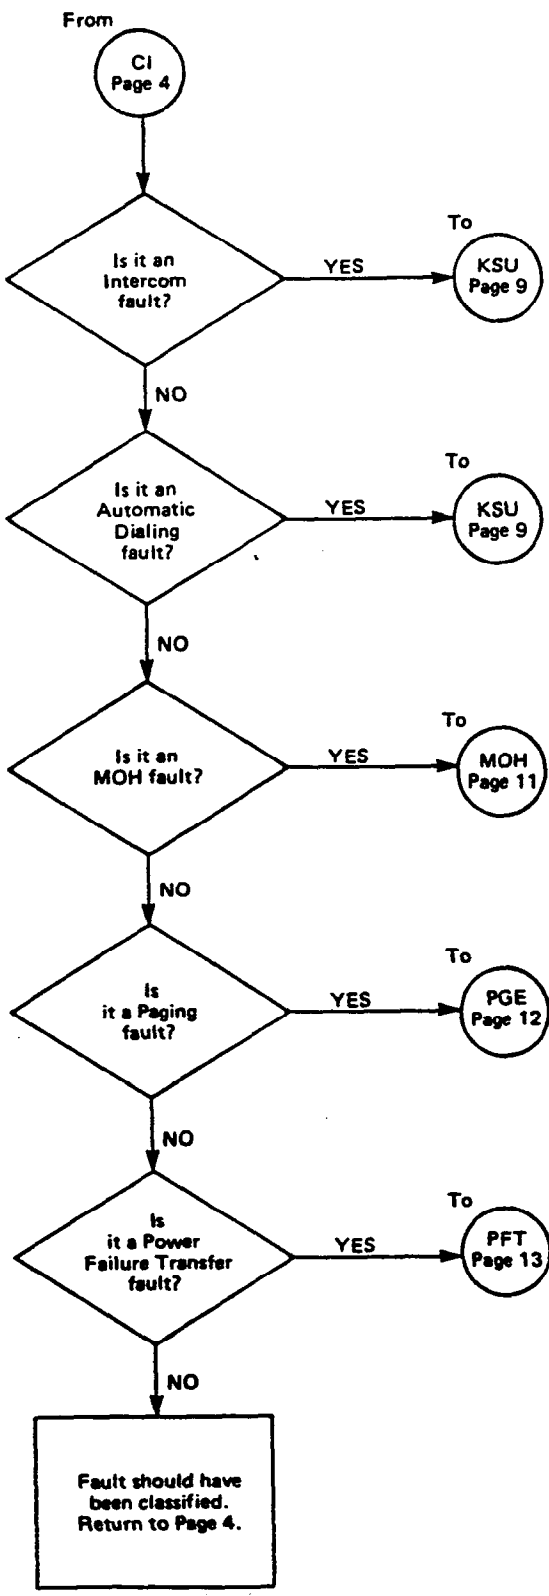 From
CI
Page 4
Is it an
Intercom
fault?
YES
To
KSU
Page 9
NO
Is it an
Automatic
Dialing
fault?
YES
To
KSU
Page 9
NO
Is it an
MOH fault?
YES
To
MOH
Page 11
NO
Is
it a Paging
fault?
YES
To
PGE
Page 12
NO
Is
it a Power
Failure Transfer
fault?
YES
To
PFT
Page 13
NO
Fault should have
been classified.
Return to Page 4.